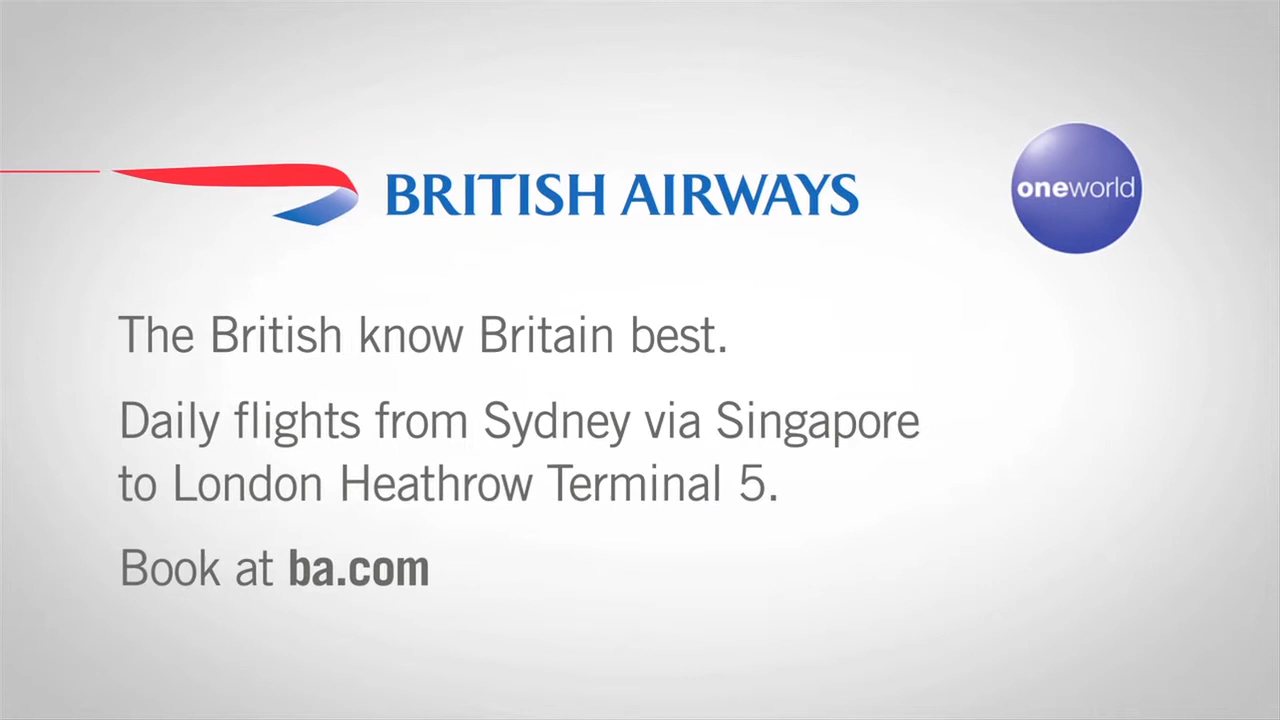 BRITISH AIRWAYS
oneworld
The British know Britain best.
Daily flights from Sydney via Singapore
to London Heathrow Terminal 5.
Book at ba.com